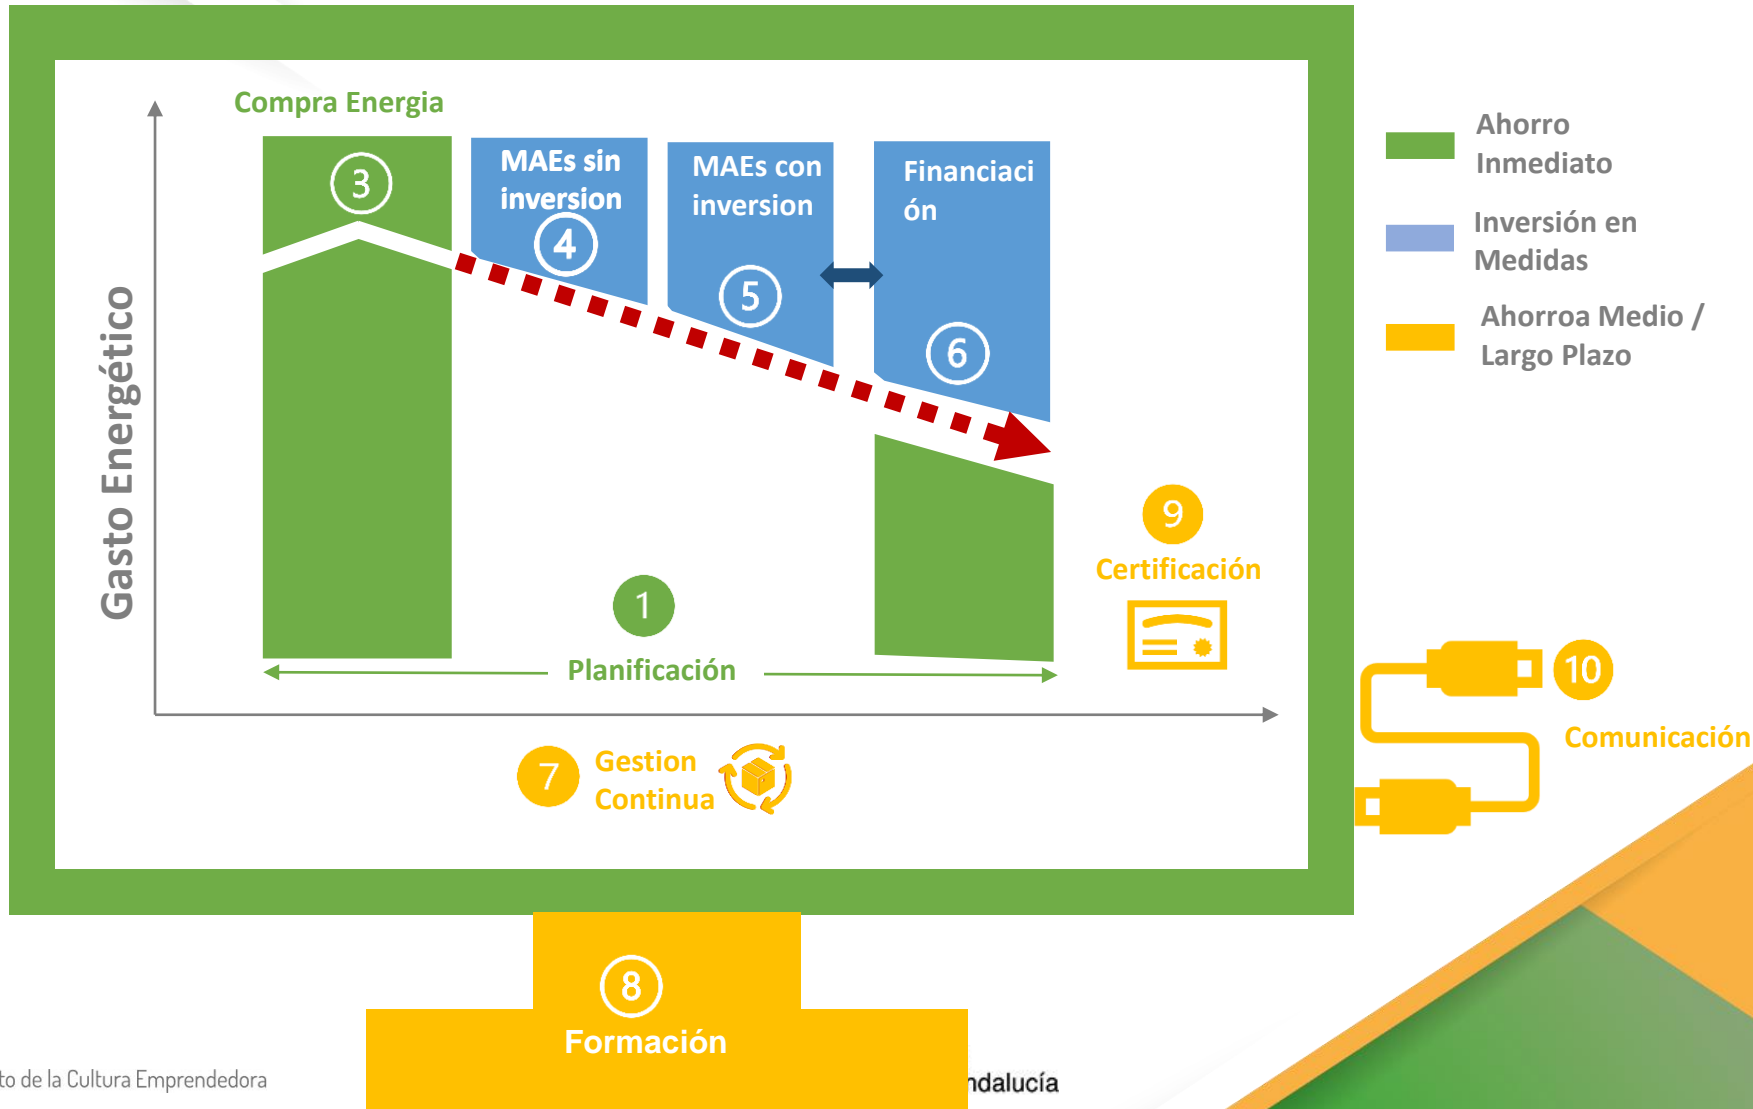 Compra Energia
3
MAEs sin
inversion
4
MAEs con
inversion
5
Financiaci
ón
6
Gasto Energético
1
Planificación
9
Certificación
7
Gestion
Continua
8
Formación
Ahorro
Inmediato
Inversión en
Medidas
Ahorroa Medio /
Largo Plazo
10
Comunicación
to de la Cultura Emprendedora
ndalucía